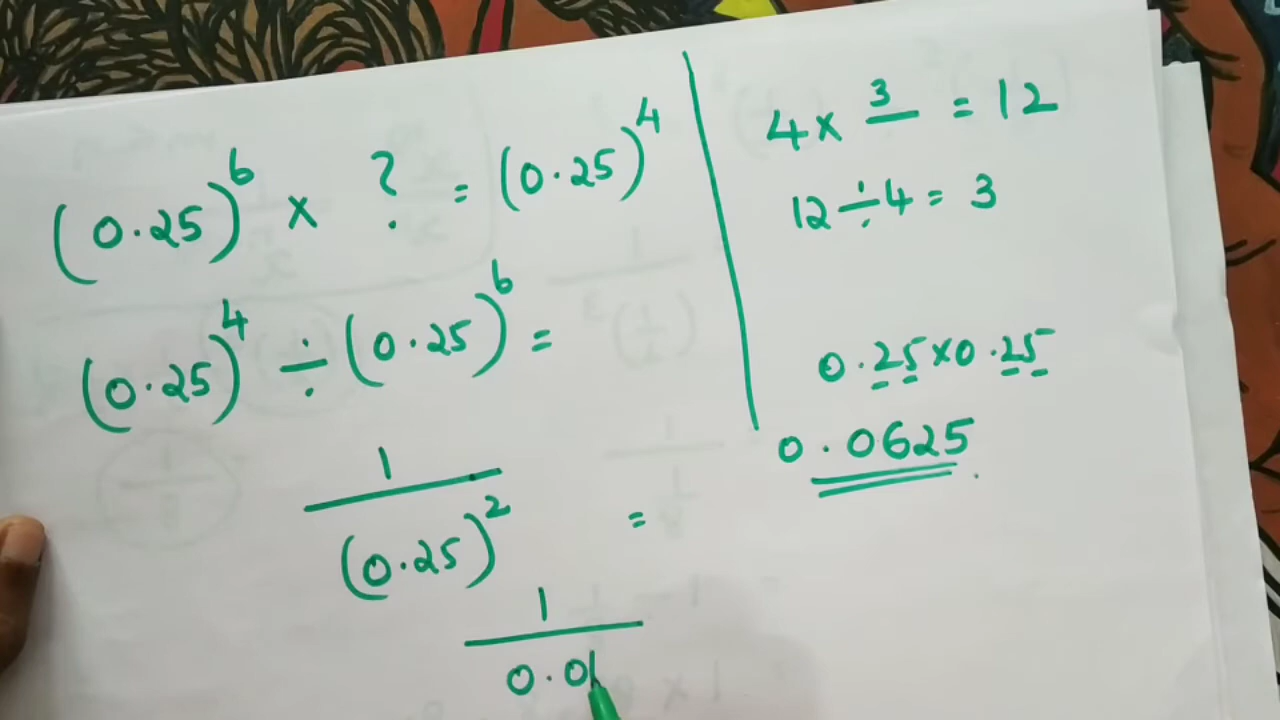 (0.25)^6 × ? = (0.25)^4
(0.25)^4 ÷ (0.25)^6 =
1
(0.25)^2 =
1
0.0
4 × 3 = 12
12 ÷ 4 = 3
0.25×0.25
0.0625